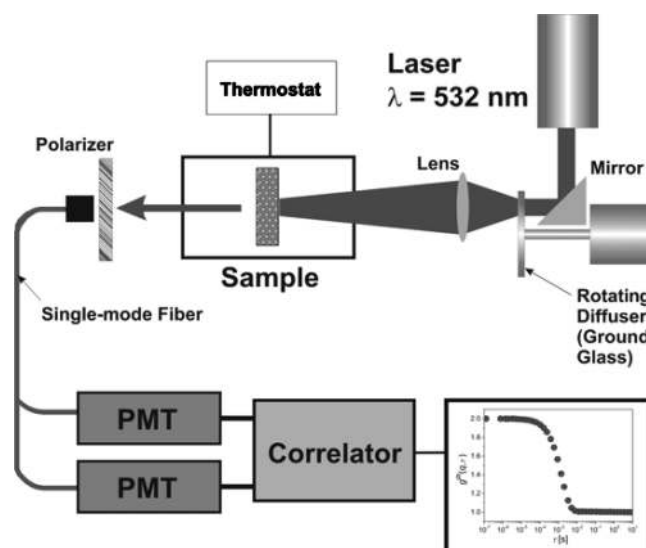 Laser
λ = 532 nm
Thermostat
Polarizer
Lens
Mirror
Sample
Single-mode Fiber
Rotating
Diffuser
(Ground
Glass)
PMT
PMT
Correlator
2.0
1.8
1.6
1.4
1.2
1.0
τ [s]